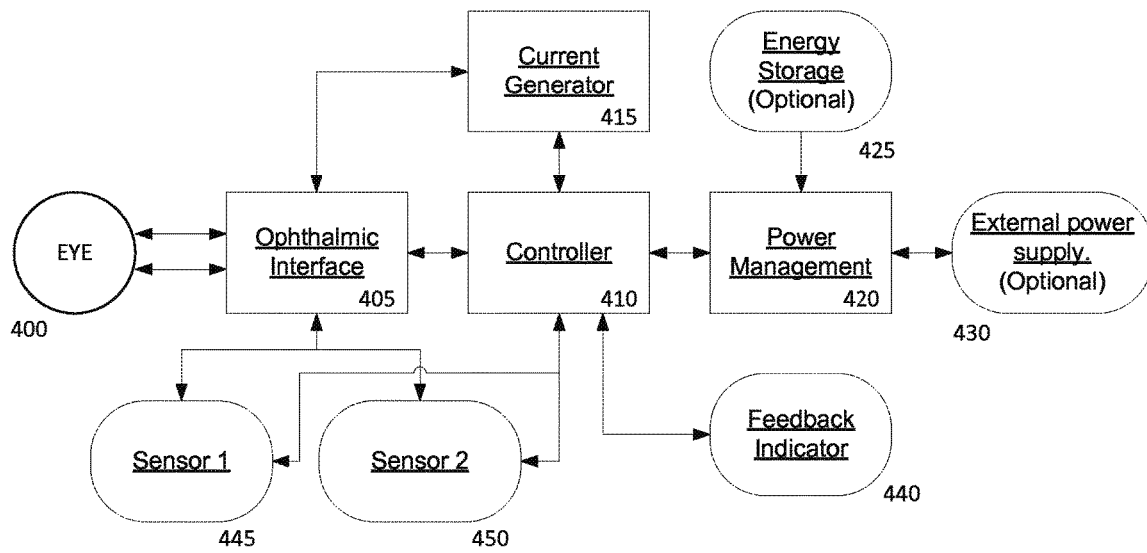 Current
Generator
415
Energy
Storage
(Optional)
425
EYE
400
Ophthalmic
Interface
405
Controller
410
Power
Management
420
External power
supply.
(Optional)
430
Sensor 1
445
Sensor 2
450
Feedback
Indicator
440